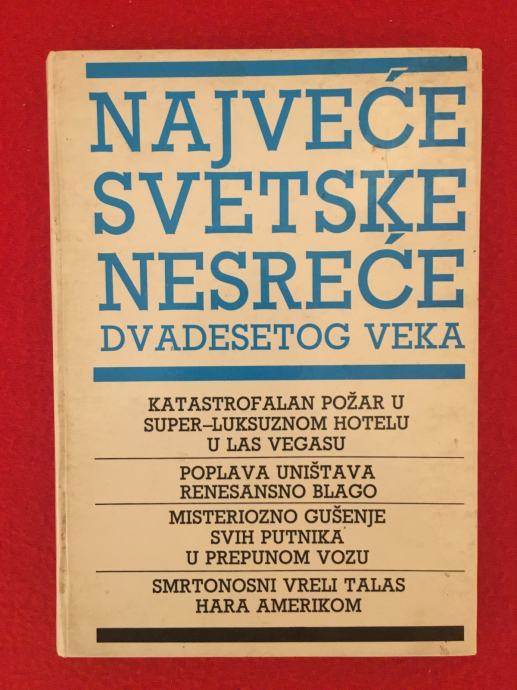 NAJVEĆE
SVETSKE
NESREĆE
DVADESETOG VEKA
KATASTROFALAN POŽAR U
SUPER–LUKSUZNOM HOTELU
U LAS VEGASU
POPLAVA UNIŠTAVA
RENESANSNO BLAGO
MISTERIOZNO GUŠENJE
SVIH PUTNIKA
U PREPUNOM VOZU
SMRTONOSNI VRELI TALAS
HARA AMERIKOM